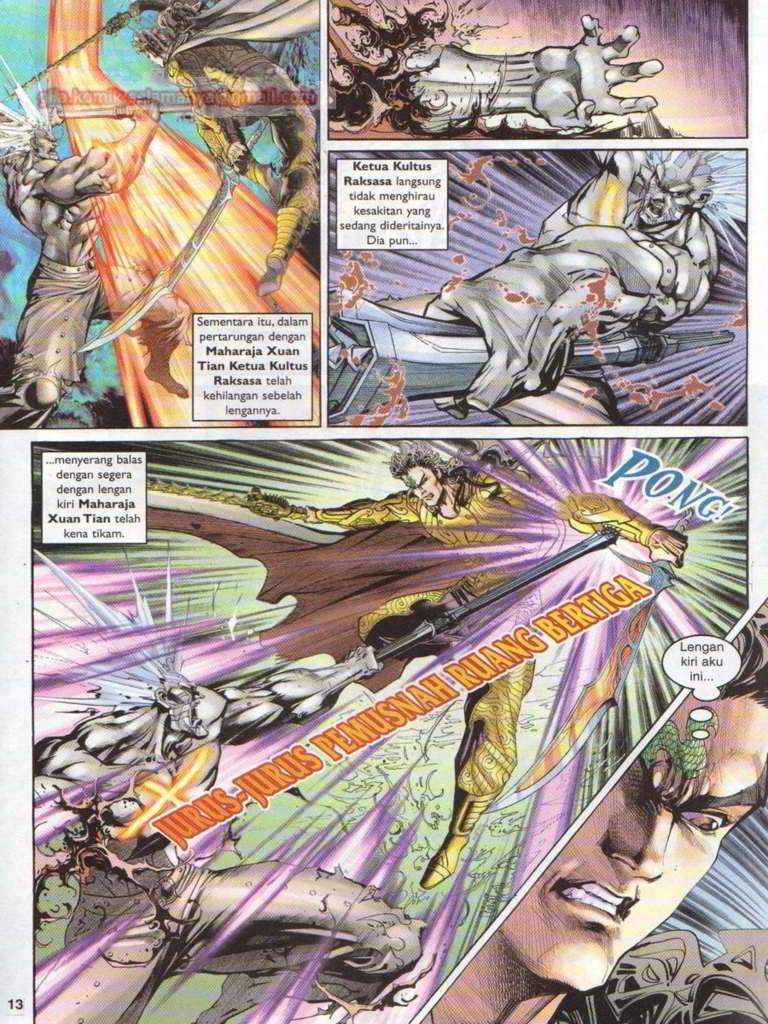 Sementara itu, dalam
pertarungan dengan
Maharaja Xuan
Tian Ketua Kultus
Raksasa telah
kehilangan sebelah
lengannya.
Ketua Kultus
Raksasa langsung
tidak menghirau
kesakitan yang
sedang dideritainya.
Dia pun...
...menyerang balas
dengan segera
dengan lengan
kiri Maharaja
Xuan Tian telah
kena tikam.
PONG!
JURUS-JURUS PEMUSNAH RUANG BERTIGA
Lengan
kiri aku
ini...
13